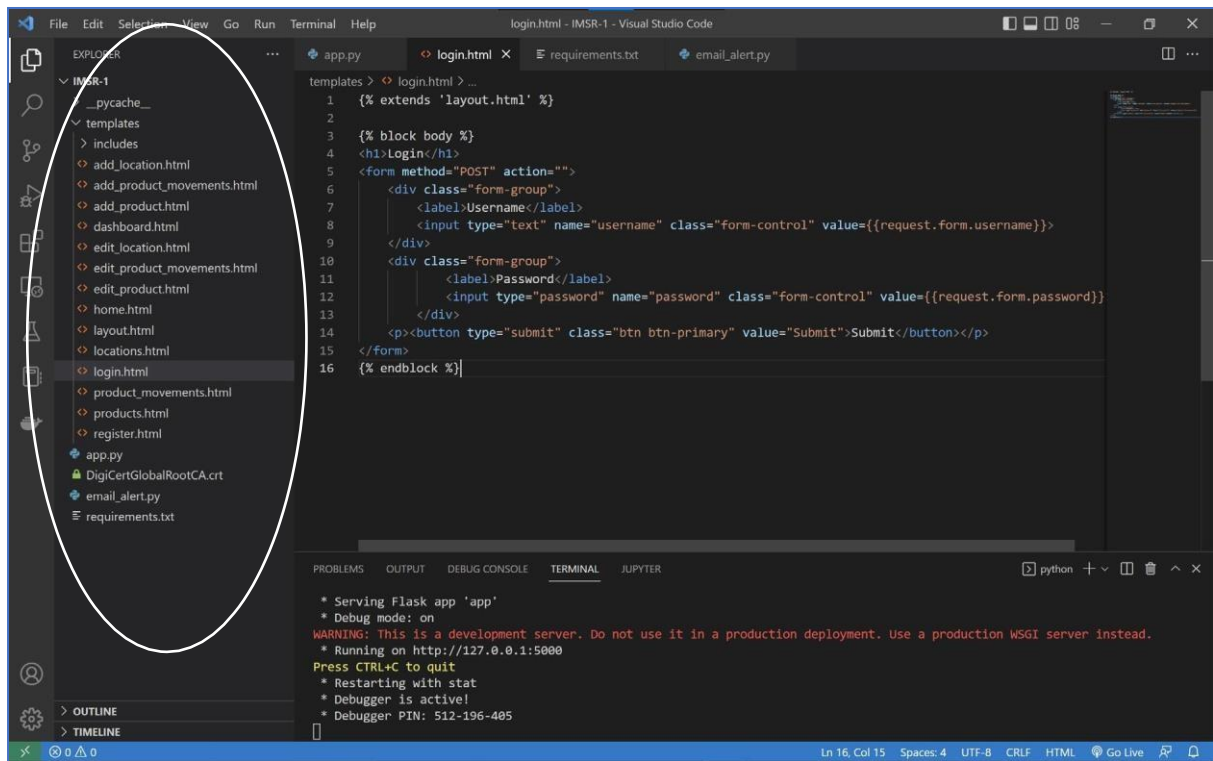 File Edit Selection View Go Run Terminal Help login.html - IMSR-1 - Visual Studio Code
EXPLORER ···
IMSR-1
__pycache__
templates
includes
add_location.html
add_product_movements.html
add_product.html
dashboard.html
edit_location.html
edit_product_movements.html
edit_product.html
home.html
layout.html
locations.html
login.html
product_movements.html
products.html
register.html
app.py
DigiCertGlobalRootCA.crt
email_alert.py
requirements.txt
OUTLINE
TIMELINE
app.py login.html requirements.txt email_alert.py
templates > login.html > ...
1 {% extends 'layout.html' %}
2
3 {% block body %}
4 <h1>Login</h1>
5 <form method="POST" action="">
6 <div class="form-group">
7 <label>Username</label>
8 <input type="text" name="username" class="form-control" value={{request.form.username}}>
9 </div>
10 <div class="form-group">
11 <label>Password</label>
12 <input type="password" name="password" class="form-control" value={{request.form.password}}
13 </div>
14 <p><button type="submit" class="btn btn-primary" value="Submit">Submit</button></p>
15 </form>
16 {% endblock %}
PROBLEMS OUTPUT DEBUG CONSOLE TERMINAL JUPYTER python
* Serving Flask app 'app'
* Debug mode: on
WARNING: This is a development server. Do not use it in a production deployment. Use a production WSGI server instead.
* Running on http://127.0.0.1:5000
Press CTRL+C to quit
* Restarting with stat
* Debugger is active!
* Debugger PIN: 512-196-405
0 0 Ln 16, Col 15 Spaces: 4 UTF-8 CRLF HTML Go Live